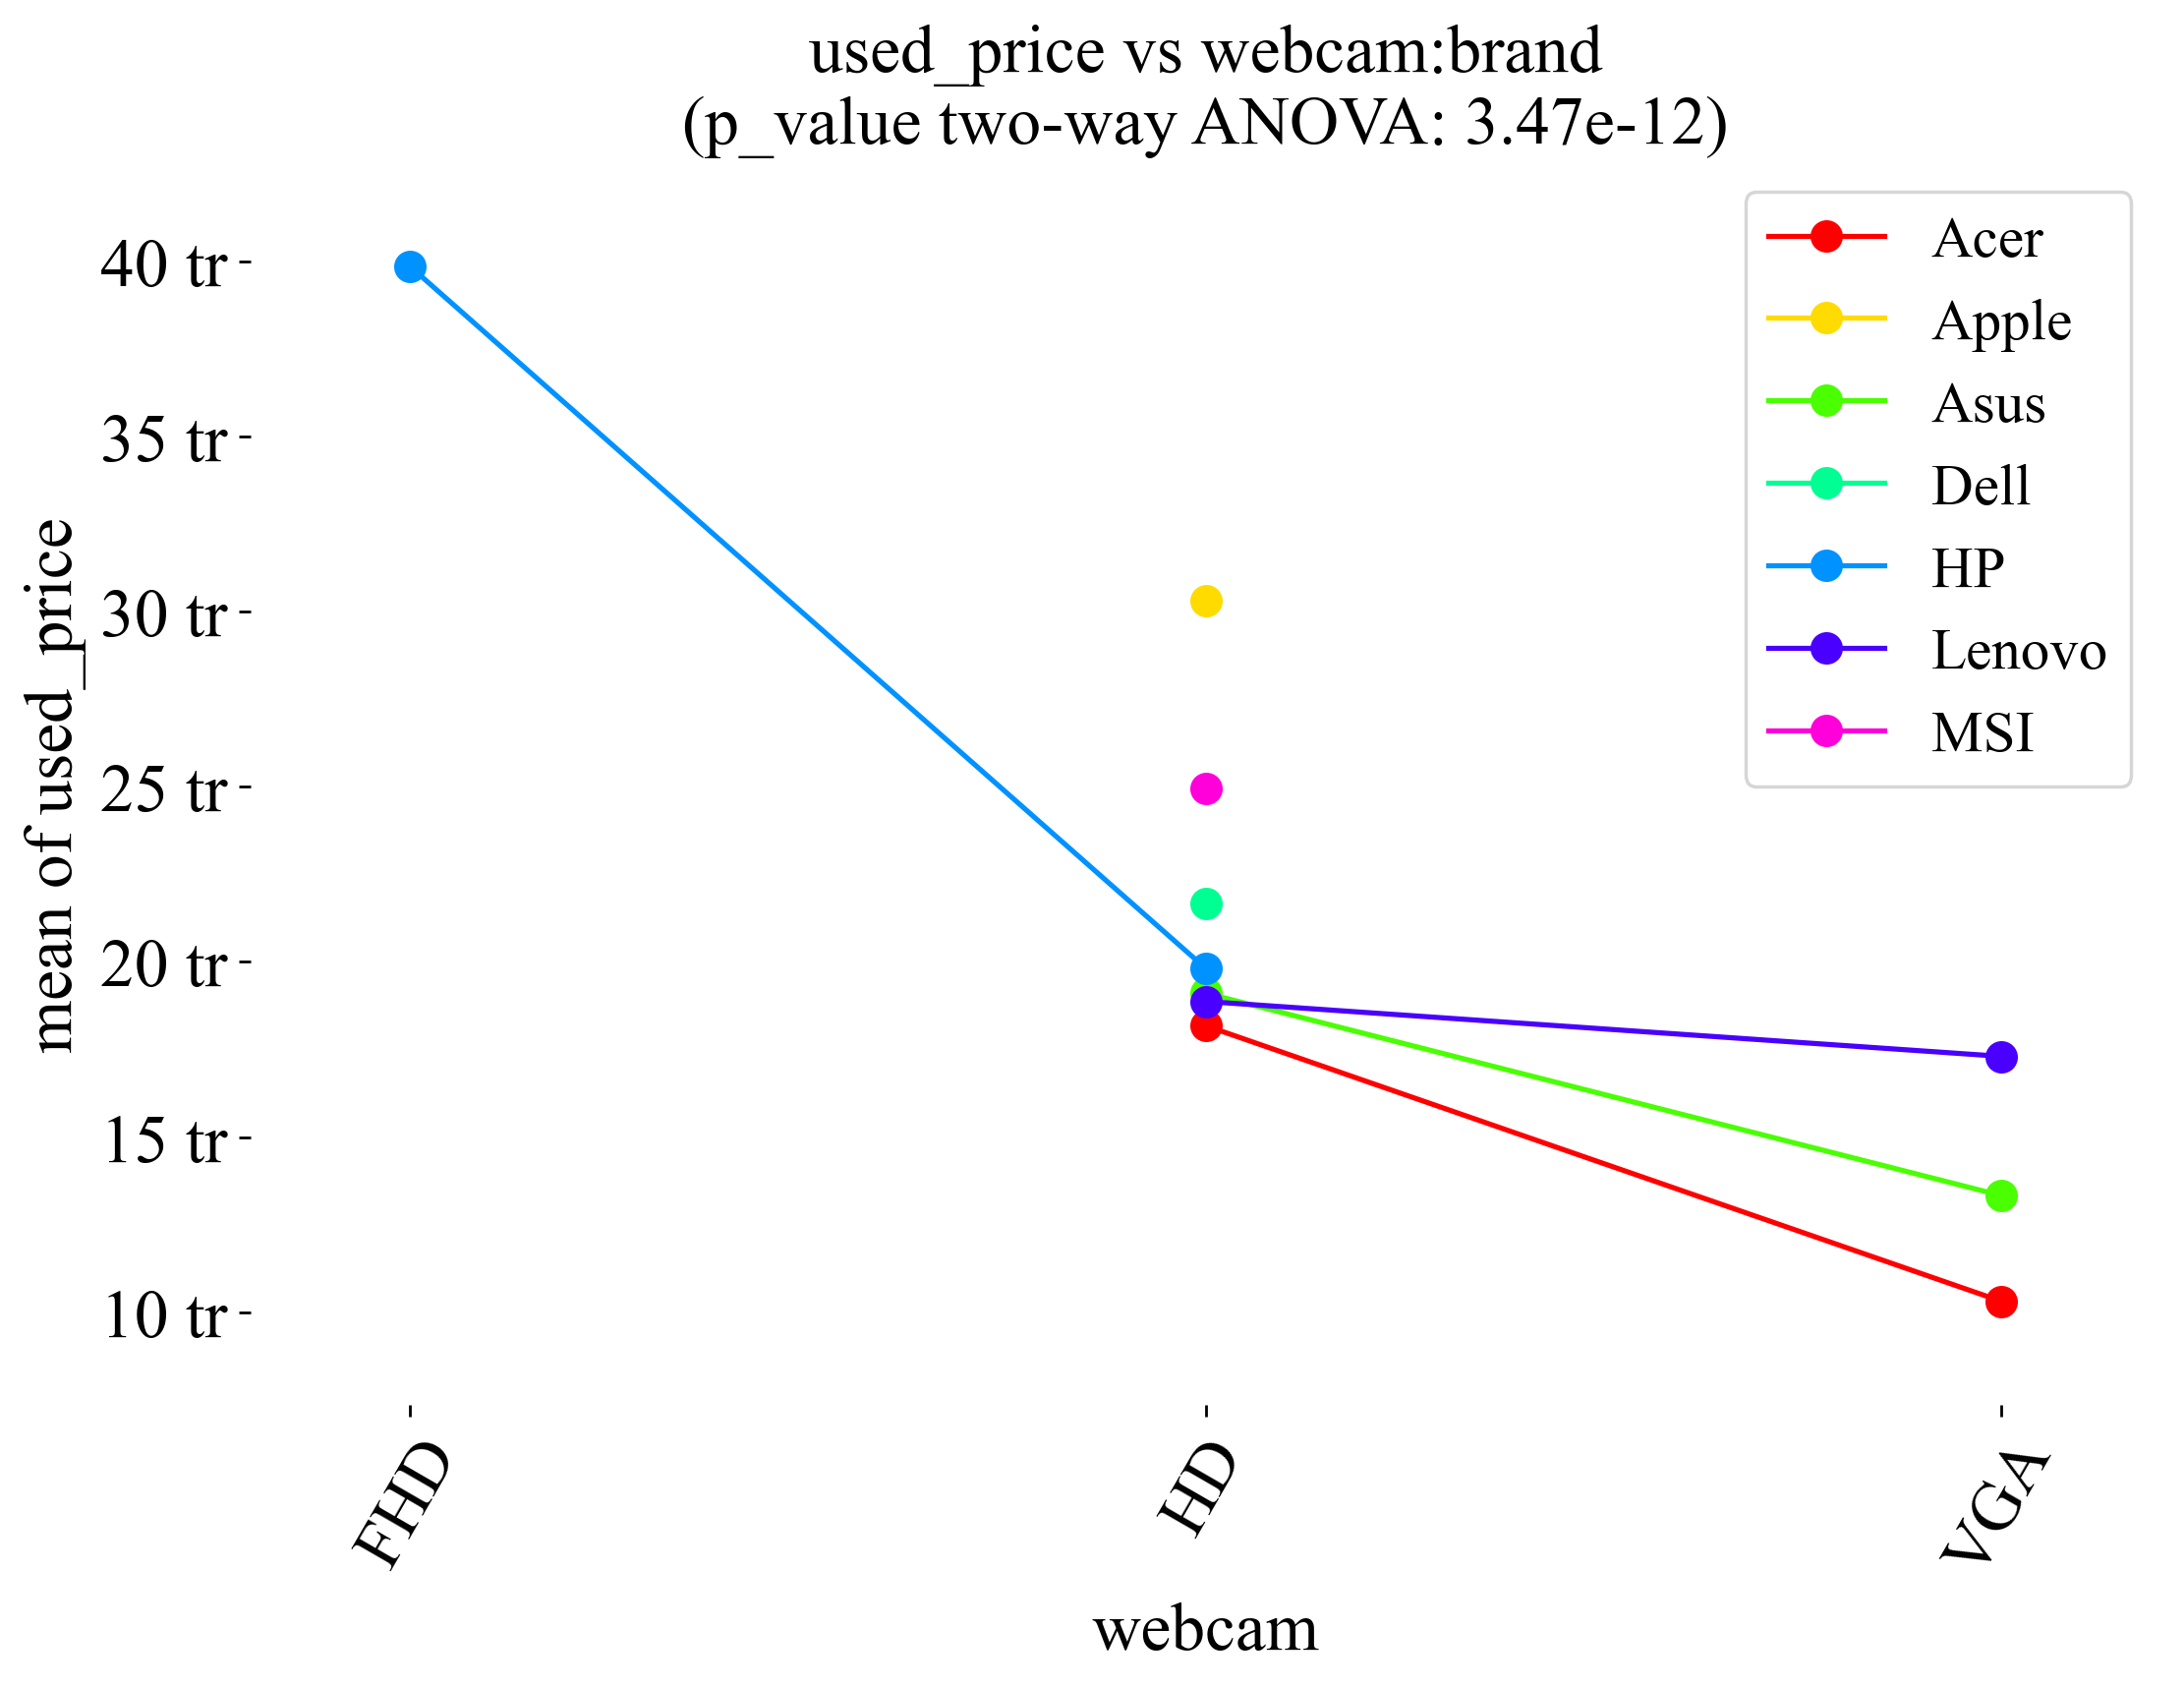 used_price vs webcam:brand
(p_value two-way ANOVA: 3.47e-12)
Acer
Apple
Asus
Dell
HP
Lenovo
MSI
mean of used_price
40 tr
35 tr
30 tr
25 tr
20 tr
15 tr
10 tr
FHD
HD
VGA
webcam